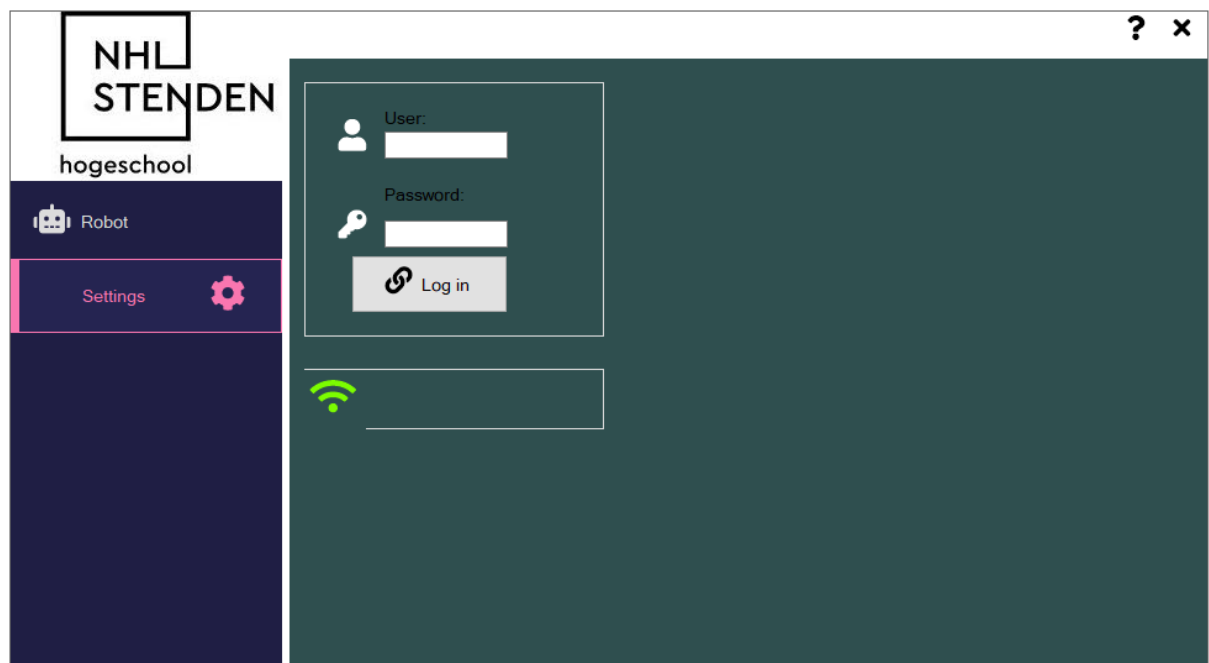 NHL
STENDEN
hogeschool
? ×
Robot
Settings
User:
Password:
Log in